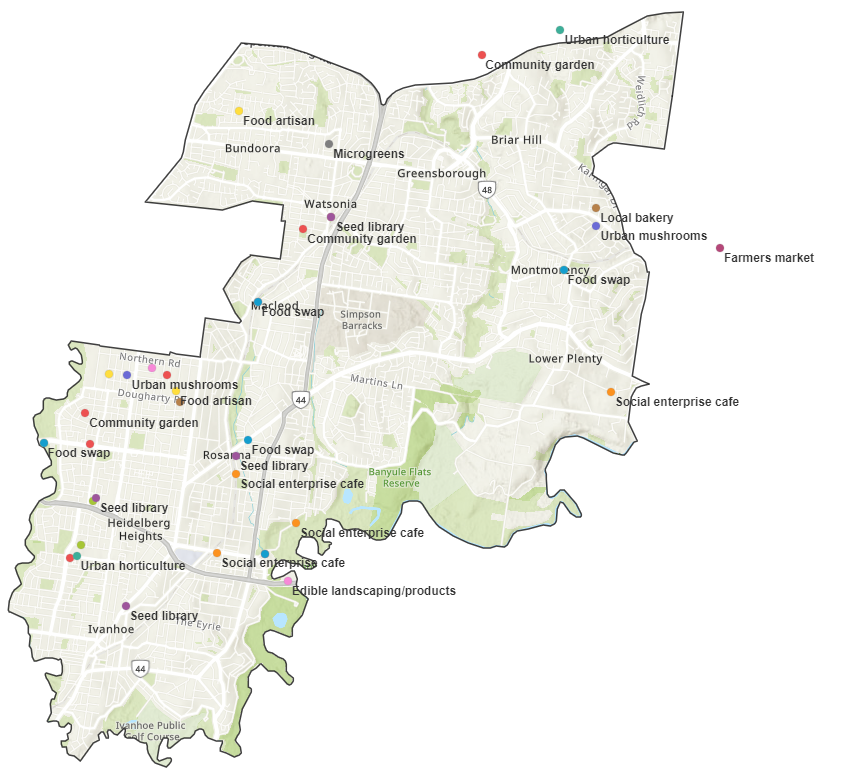 Urban horticulture
Community garden
Weidlich
Rd
Food artisan
Briar Hill
Bundoora
Microgreens
Greensborough
48
Watsonia
Local bakery
Seed library
Urban mushrooms
Community garden
Farmers market
Montmorency
Food swap
Macleod
Food swap
Simpson
Barracks
Northern Rd
Lower Plenty
Urban mushrooms
Martins Ln
Dougharty
Food artisan
44
Social enterprise cafe
Community garden
Food swap
Food swap
Rosanna
Seed library
Banyule Flats
Reserve
Social enterprise cafe
Seed library
Heidelberg
Heights
Social enterprise cafe
Social enterprise cafe
Urban horticulture
Edible landscaping/products
Seed library
The Eyrie
Ivanhoe
44
Ivanhoe Public
Golf Course